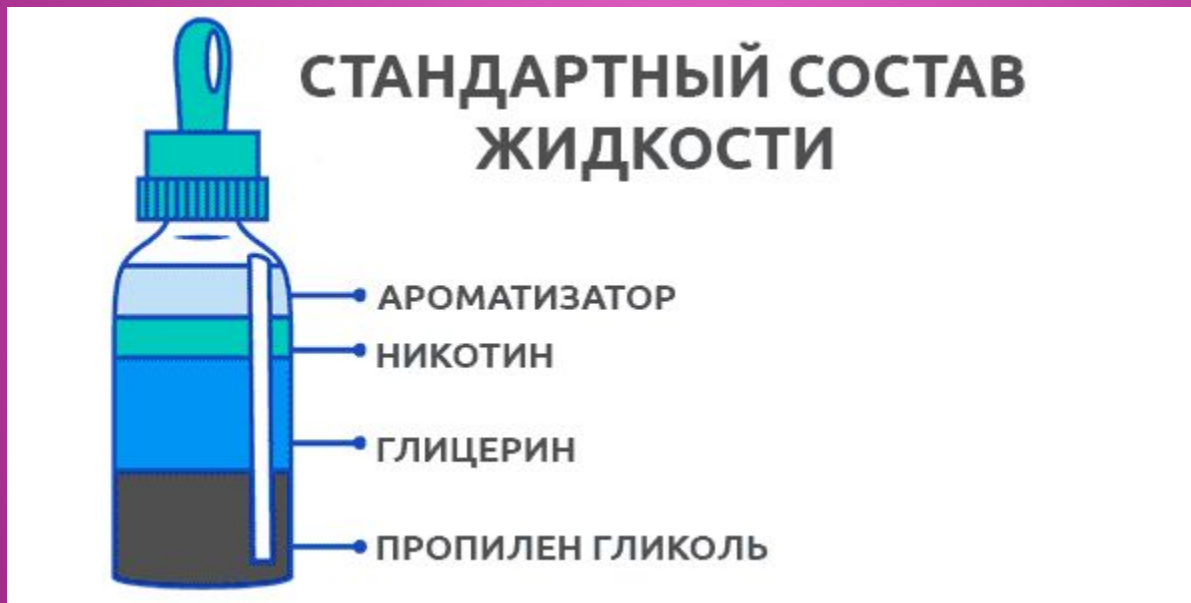 СТАНДАРТНЫЙ СОСТАВ
ЖИДКОСТИ
АРОМАТИЗАТОР
НИКОТИН
ГЛИЦЕРИН
ПРОПИЛЕН ГЛИКОЛЬ